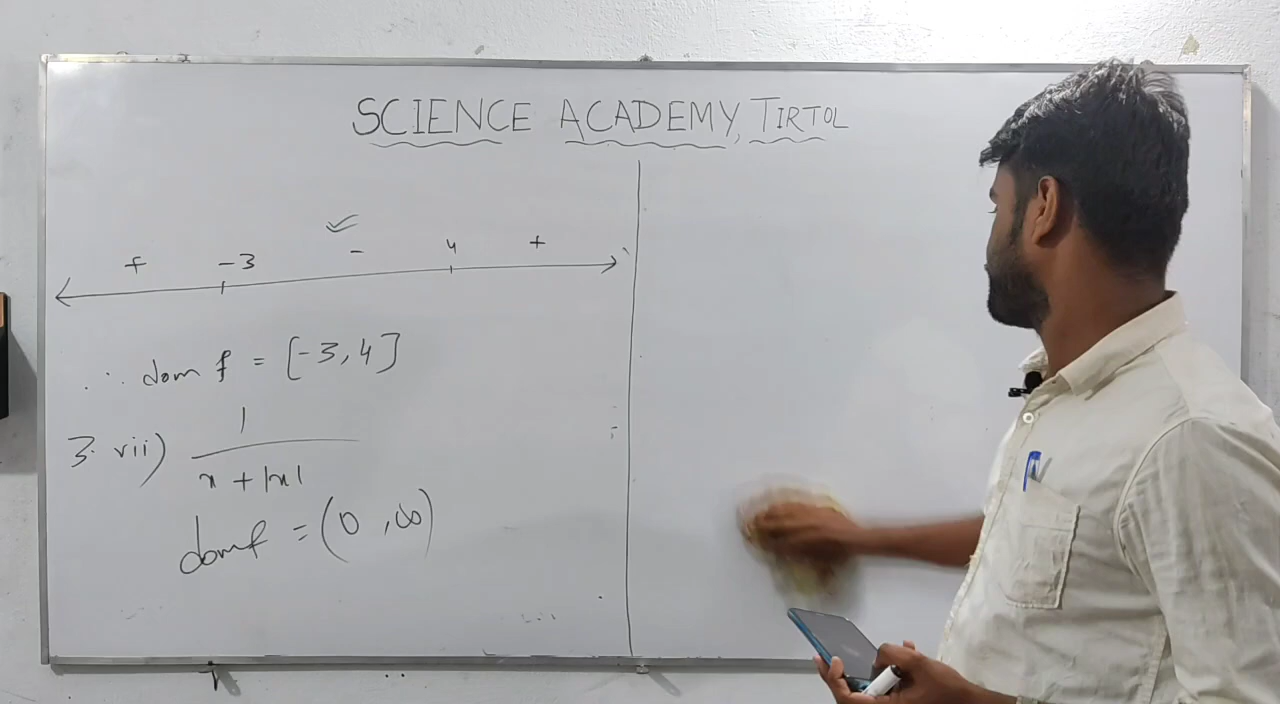 SCIENCE ACADEMY, TIRTOL
+ -3 - 4 +
∴ dom f = [-3, 4]
3. vii) 1 / x + |x|
domf = (0, ∞)